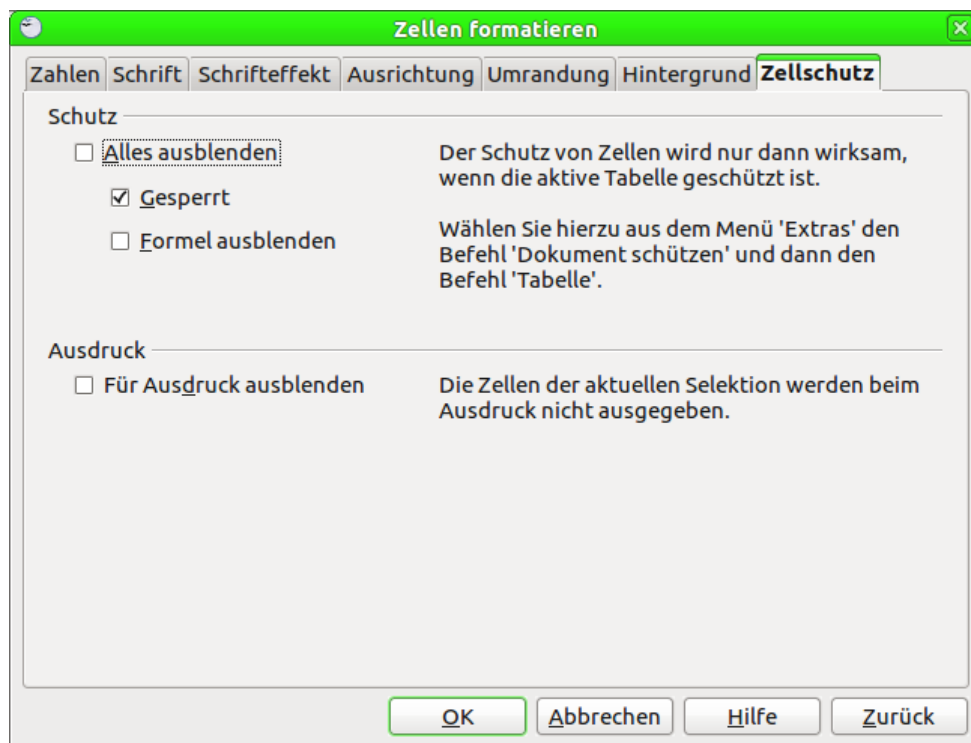 Zellen formatieren
Zahlen Schrift Schrifteffekt Ausrichtung Umrandung Hintergrund Zellschutz
Schutz
Alles ausblenden
Gesperrt
Formel ausblenden
Der Schutz von Zellen wird nur dann wirksam,
wenn die aktive Tabelle geschützt ist.
Wählen Sie hierzu aus dem Menü 'Extras' den
Befehl 'Dokument schützen' und dann den
Befehl 'Tabelle'.
Ausdruck
Für Ausdruck ausblenden
Die Zellen der aktuellen Selektion werden beim
Ausdruck nicht ausgegeben.
OK Abbrechen Hilfe Zurück